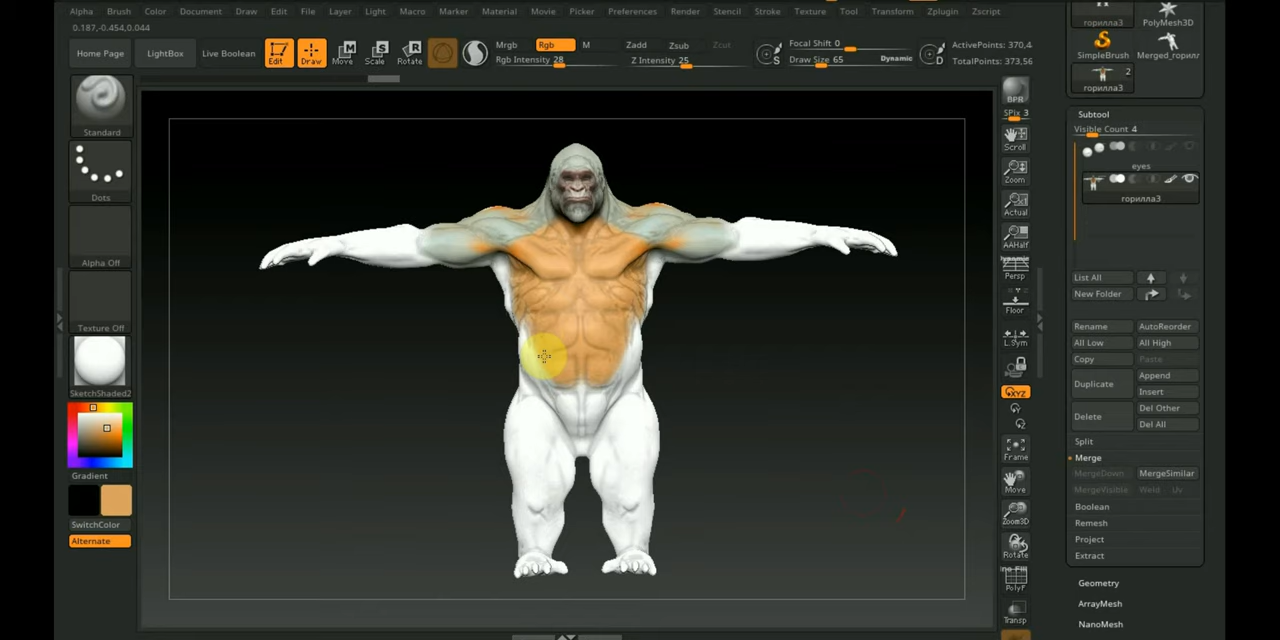 Alpha Brush Color Document Draw Edit File Layer Light Macro Marker Material Movie Picker Preferences Render Stencil Stroke Texture Tool Transform Zplugin Zscript
0.187,-0.454,0.044
Home Page
LightBox
Live Boolean
Edit
Draw
Move
Scale
Rotate
Mrgb
Rgb
M
Rgb Intensity 28
Zadd
Zsub
Zcut
Z Intensity 25
S
Focal Shift 0
Draw Size 65
Dynamic
D
ActivePoints: 370,4
TotalPoints: 373,56
Standard
Dots
Alpha Off
Texture Off
SketchShaded2
Gradient
SwitchColor
Alternate
BPR
SPix 3
Scroll
Zoom
Actual
AAHalf
Dynamic
Persp
Floor
L.Sym
XYZ
Y
Z
Frame
Move
Zoom3D
Rotate
PolyF
Transp
горилла3
PolyMesh3D
SimpleBrush
Merged_горилл
2
горилла3
Subtool
Visible Count 4
eyes
горилла3
List All
New Folder
Rename AutoReorder
All Low All High
Copy Paste
Duplicate
Append
Insert
Delete
Del Other
Del All
Split
Merge
MergeDown MergeSimilar
MergeVisible Weld Uv
Boolean
Remesh
Project
Extract
Geometry
ArrayMesh
NanoMesh